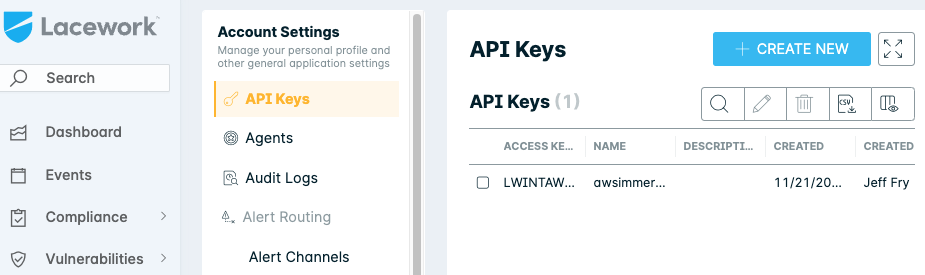 Lacework
Search
Dashboard
Events
Compliance
Vulnerabilities
Account Settings
Manage your personal profile and
other general application settings
API Keys
Agents
Audit Logs
Alert Routing
Alert Channels
API Keys
+ CREATE NEW
API Keys (1)
CSV
ACCESS KE... NAME DESCRIPTI... CREATED CREATED
LWINTAW... awsimmer... 11/21/20... Jeff Fry